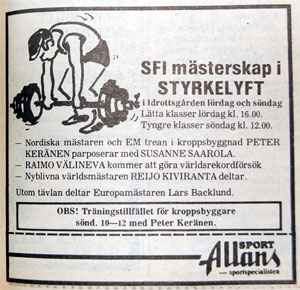 SFI mästerskap i
STYRKELYFT
i Idrottsgården lördag och söndag
Lätta klasser lördag kl. 16.00.
Tyngre klasser söndag kl. 12.00.
— Nordiska mästaren och EM trean i kroppsbyggnad PETER
KERÄNEN parposerar med SUSANNE SAAROLA.
— RAIMO VÄLINEVA kommer att göra världsrekordförsök
— Nyblivna världsmästaren REIJO KIVIRANTA deltar.
Utom tävlan deltar Europamästaren Lars Backlund.
OBS! Träningstillfället för kroppsbyggare
sönd. 10—12 med Peter Keränen.
SPORT
Allans
— sportspecialisten